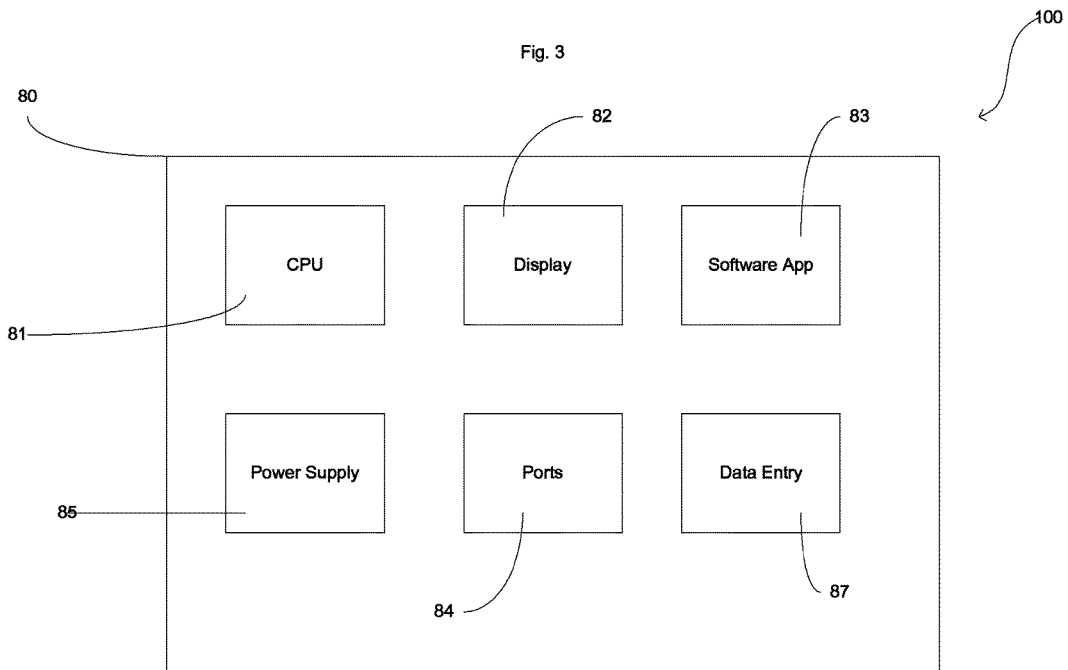 100
Fig. 3
80
82
83
CPU
Display
Software App
81
Power Supply
Ports
Data Entry
85
84
87